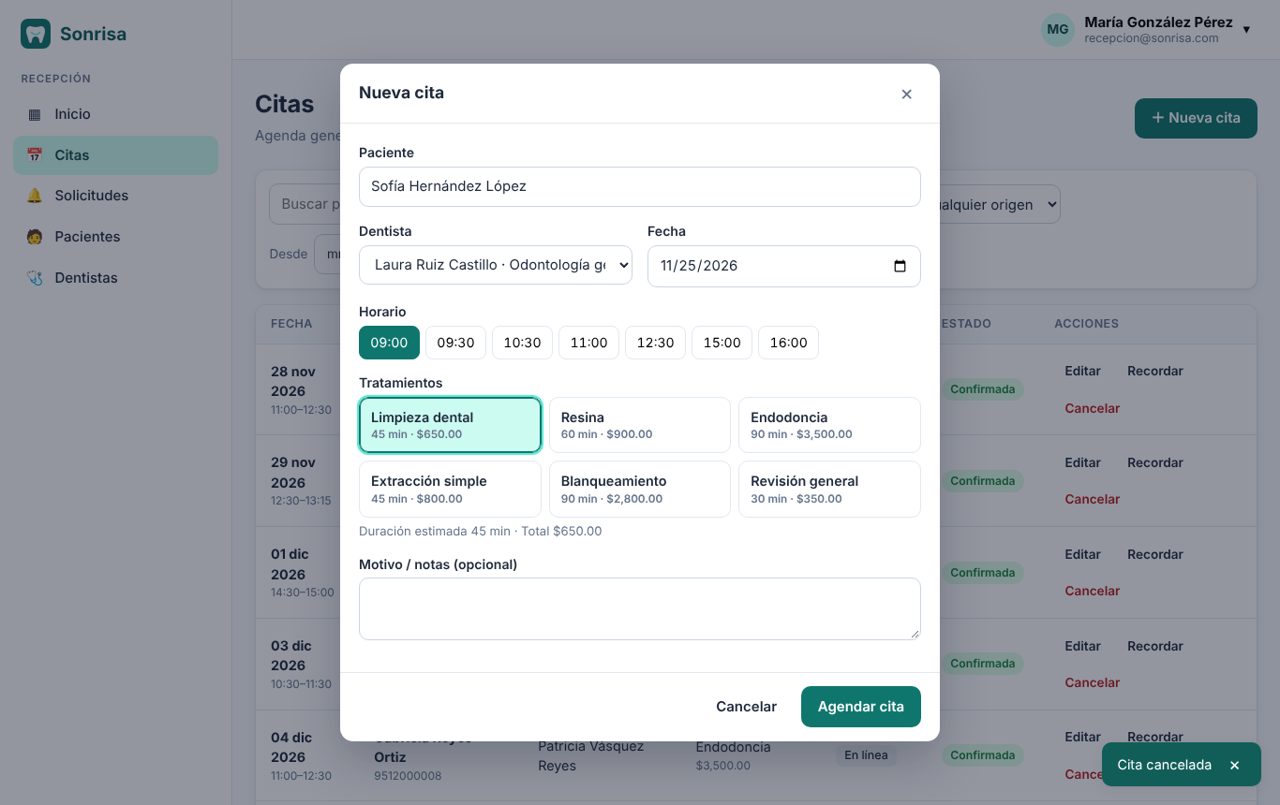 Sonrisa
RECEPCIÓN
Inicio
Citas
Solicitudes
Pacientes
Dentistas
MG
María González Pérez
recepcion@sonrisa.com
Citas
Agenda gene
+ Nueva cita
Buscar p
alquier origen
Desde
Nueva cita
Paciente
Sofía Hernández López
Dentista
Fecha
Laura Ruiz Castillo · Odontología ge
11/25/2026
Horario
09:00 09:30 10:30 11:00 12:30 15:00 16:00
Tratamientos
Limpieza dental
45 min · $650.00
Resina
60 min · $900.00
Endodoncia
90 min · $3,500.00
Extracción simple
45 min · $800.00
Blanqueamiento
90 min · $2,800.00
Revisión general
30 min · $350.00
Duración estimada 45 min · Total $650.00
Motivo / notas (opcional)
Cancelar
Agendar cita
FECHA
ESTADO
ACCIONES
28 nov
2026
11:00–12:30
Confirmada
Editar
Recordar
Cancelar
29 nov
2026
12:30–13:15
Confirmada
Editar
Recordar
Cancelar
01 dic
2026
14:30–15:00
Confirmada
Editar
Recordar
Cancelar
03 dic
2026
10:30–11:30
Confirmada
Editar
Recordar
Cancelar
04 dic
2026
11:00–12:30
Ortiz
9512000008
Patricia Vásquez
Reyes
Endodoncia
$3,500.00
En línea
Confirmada
Editar
Recordar
Cance
Cita cancelada